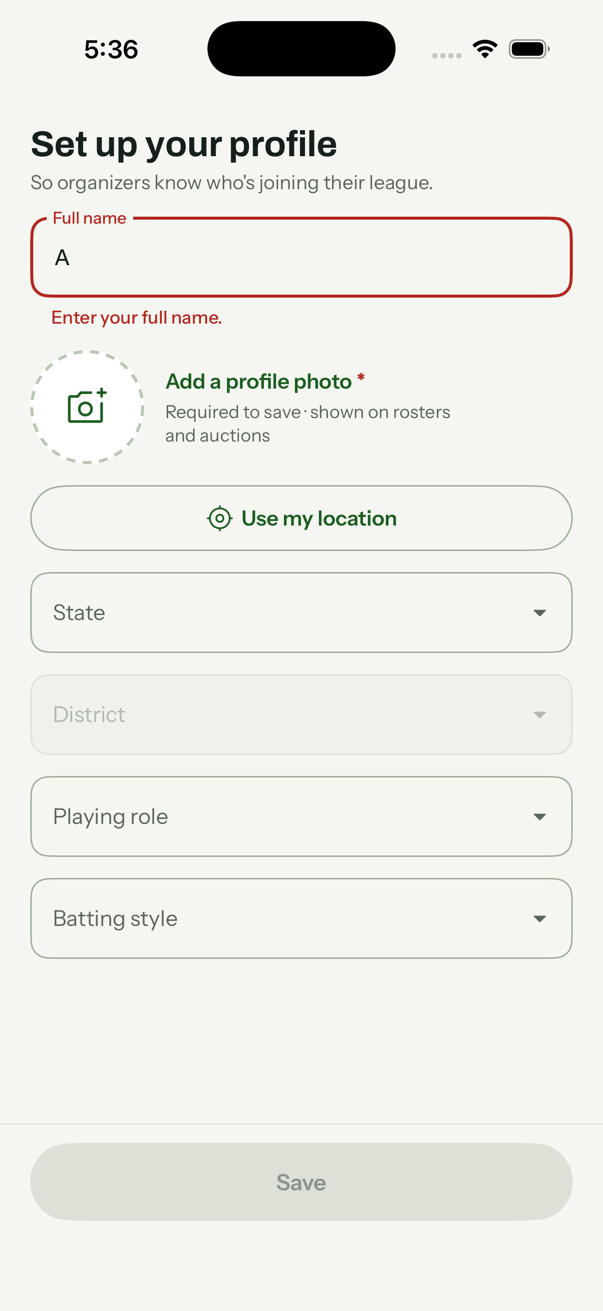 5:36
Set up your profile
So organizers know who's joining their league.
Full name
A
Enter your full name.
Add a profile photo *
Required to save · shown on rosters
and auctions
Use my location
State
District
Playing role
Batting style
Save